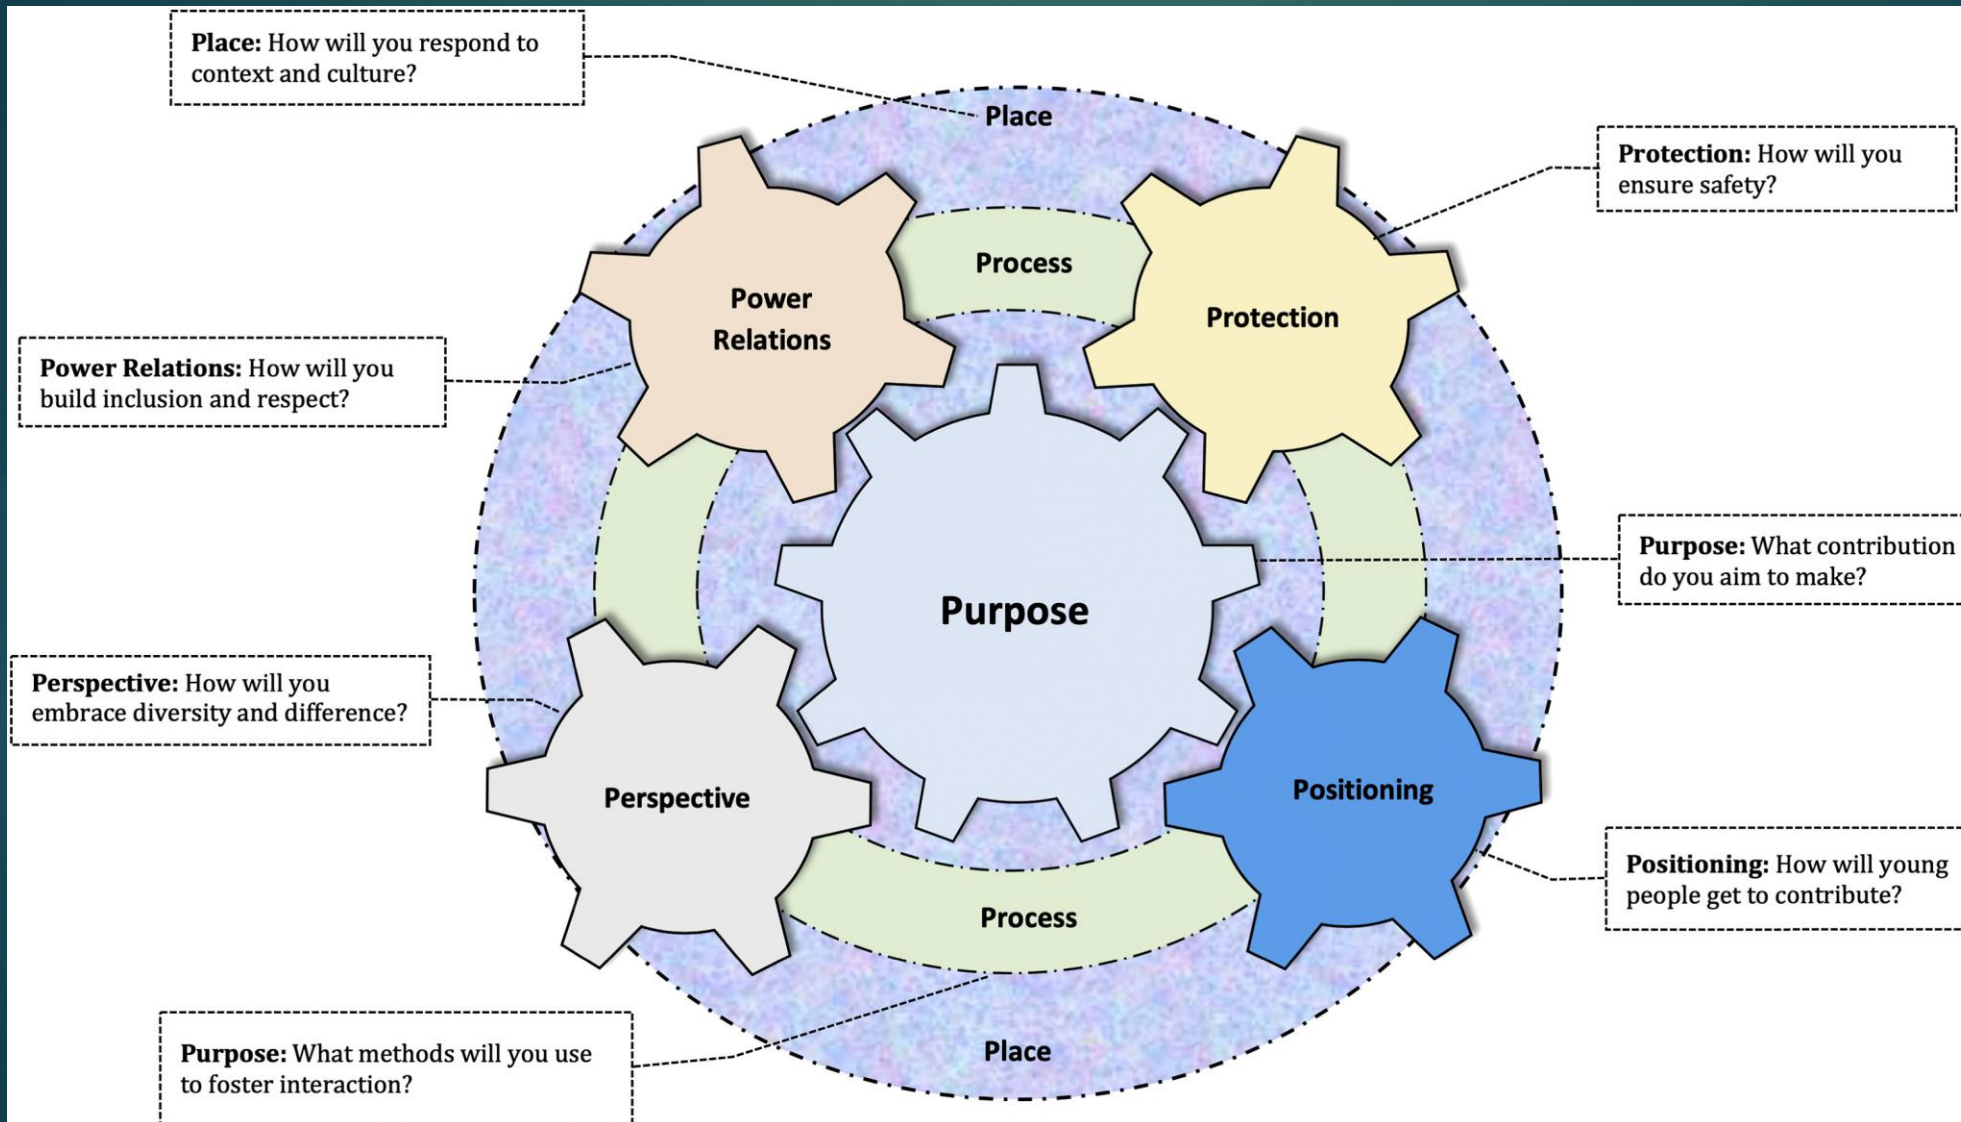 Place: How will you respond to
context and culture?
Place
Protection: How will you
ensure safety?
Process
Power
Relations
Protection
Power Relations: How will you
build inclusion and respect?
Purpose: What contribution
do you aim to make?
Purpose
Perspective: How will you
embrace diversity and difference?
Perspective
Positioning
Positioning: How will young
people get to contribute?
Process
Purpose: What methods will you use
to foster interaction?
Place